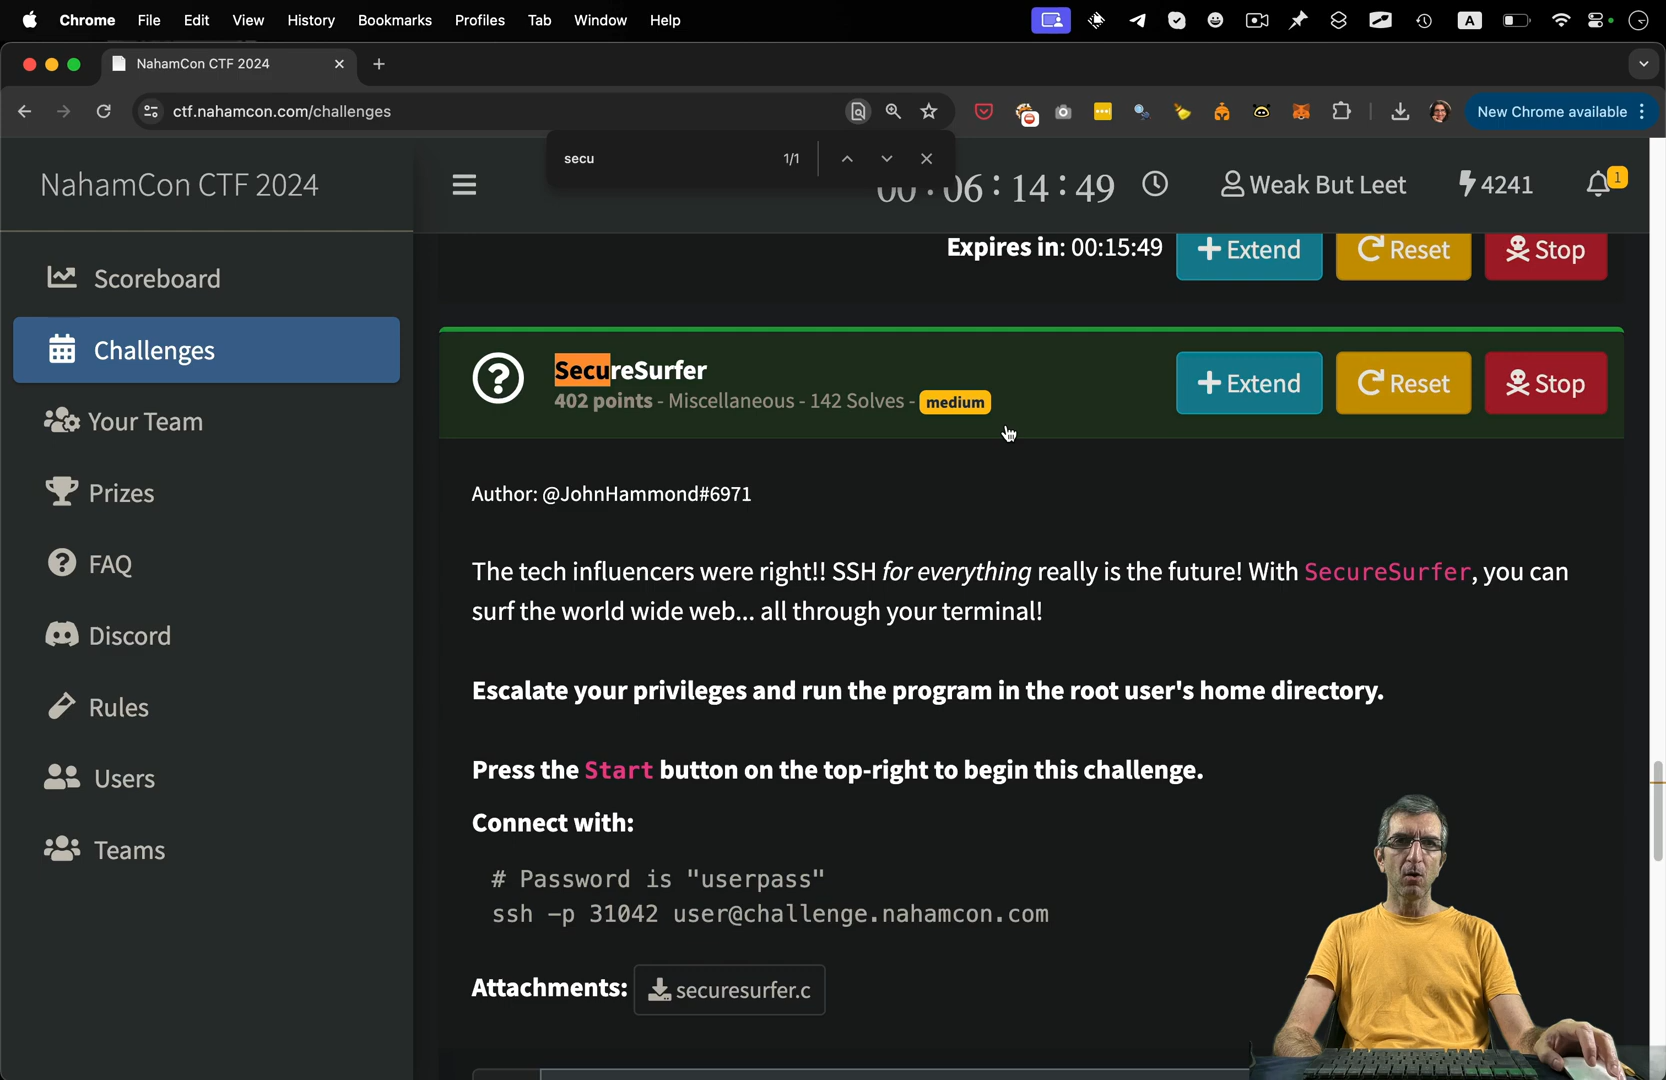 Chrome File Edit View History Bookmarks Profiles Tab Window Help
A
NahamCon CTF 2024
ctf.nahamcon.com/challenges
New Chrome available
secu 1/1
NahamCon CTF 2024
00 : 06 : 14 : 49
Weak But Leet
4241
1
Scoreboard
Challenges
Your Team
Prizes
FAQ
Discord
Rules
Users
Teams
Expires in: 00:15:49
Extend
Reset
Stop
SecureSurfer
402 points - Miscellaneous - 142 Solves - medium
Extend
Reset
Stop
Author: @JohnHammond#6971
The tech influencers were right!! SSH for everything really is the future! With SecureSurfer, you can
surf the world wide web... all through your terminal!
Escalate your privileges and run the program in the root user's home directory.
Press the Start button on the top-right to begin this challenge.
Connect with:
# Password is "userpass"
ssh -p 31042 user@challenge.nahamcon.com
Attachments: securesurfer.c